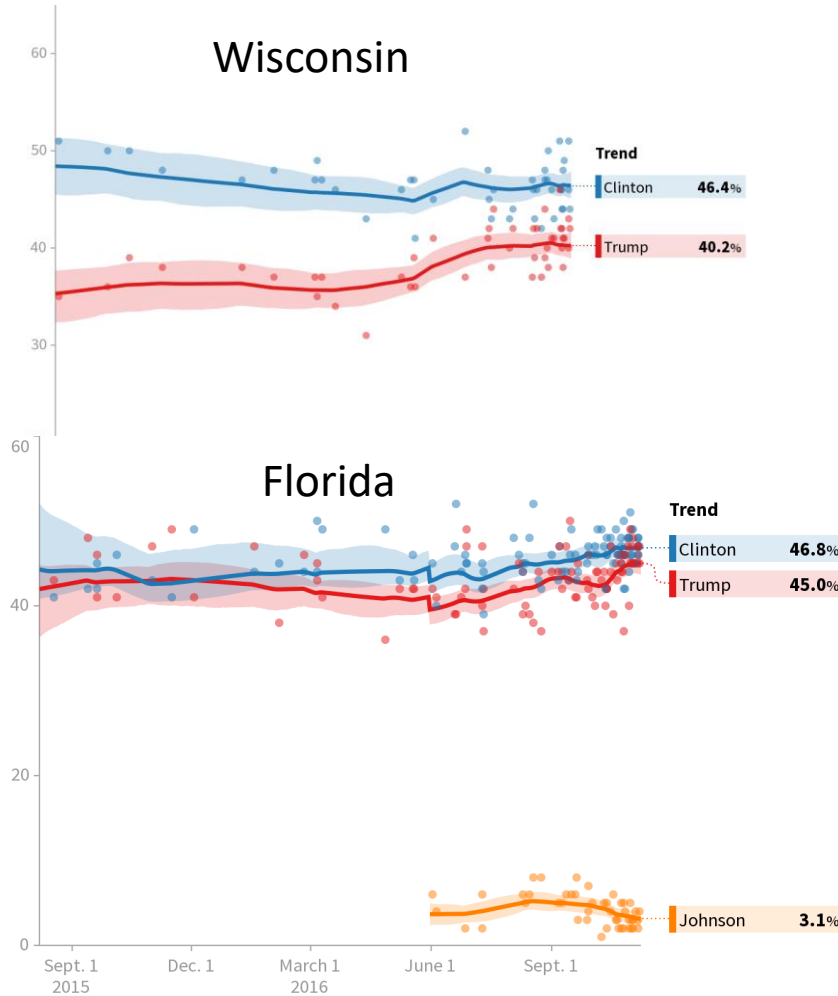 Wisconsin
60
50
40
30
Trend
Clinton 46.4%
Trump 40.2%
Florida
60
40
20
0
Trend
Clinton 46.8%
Trump 45.0%
Johnson 3.1%
Sept. 1 Dec. 1 March 1 June 1 Sept. 1
2015 2016